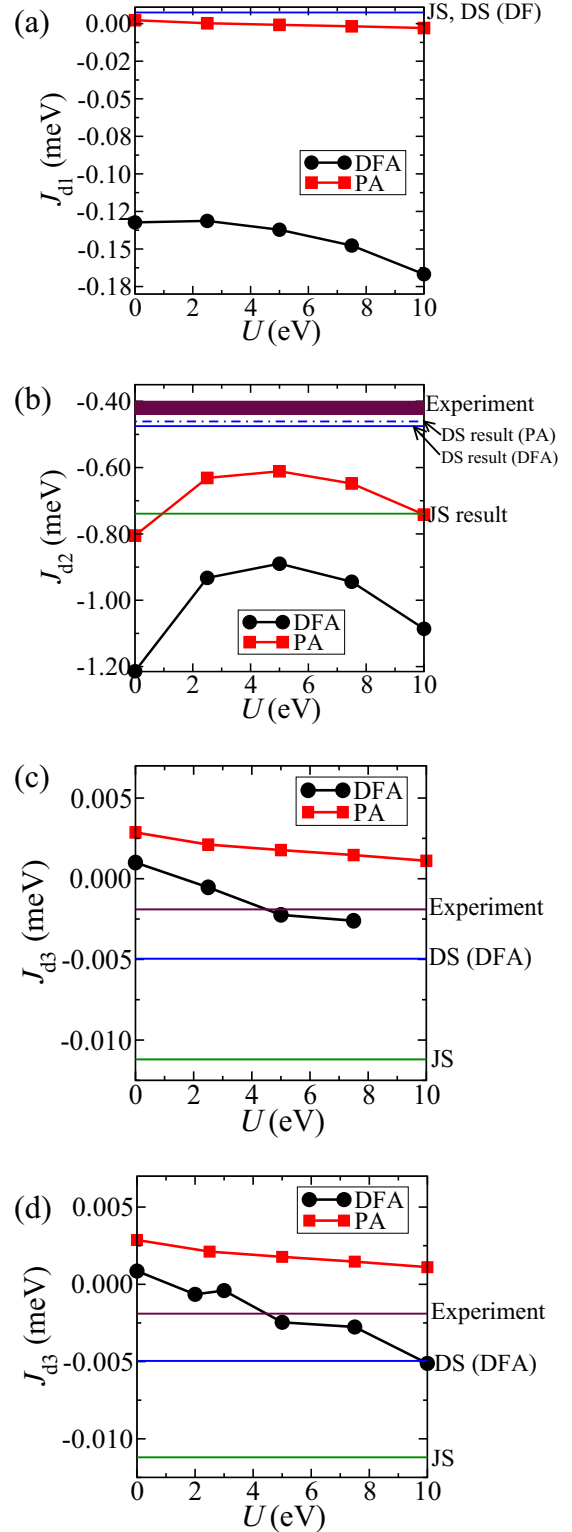 (a)
0.00
-0.02
-0.05
-0.08
-0.10
-0.12
-0.15
-0.18
J_d1 (meV)
JS, DS (DF)
DFA
PA
0 2 4 6 8 10
U (eV)
(b)
-0.40
-0.60
-0.80
-1.00
-1.20
J_d2 (meV)
Experiment
DS result (PA)
DS result (DFA)
JS result
DFA
PA
0 2 4 6 8 10
U (eV)
(c)
0.005
0.000
-0.005
-0.010
J_d3 (meV)
DFA
PA
Experiment
DS (DFA)
JS
0 2 4 6 8 10
U (eV)
(d)
0.005
0.000
-0.005
-0.010
J_d3 (meV)
DFA
PA
Experiment
DS (DFA)
JS
0 2 4 6 8 10
U (eV)